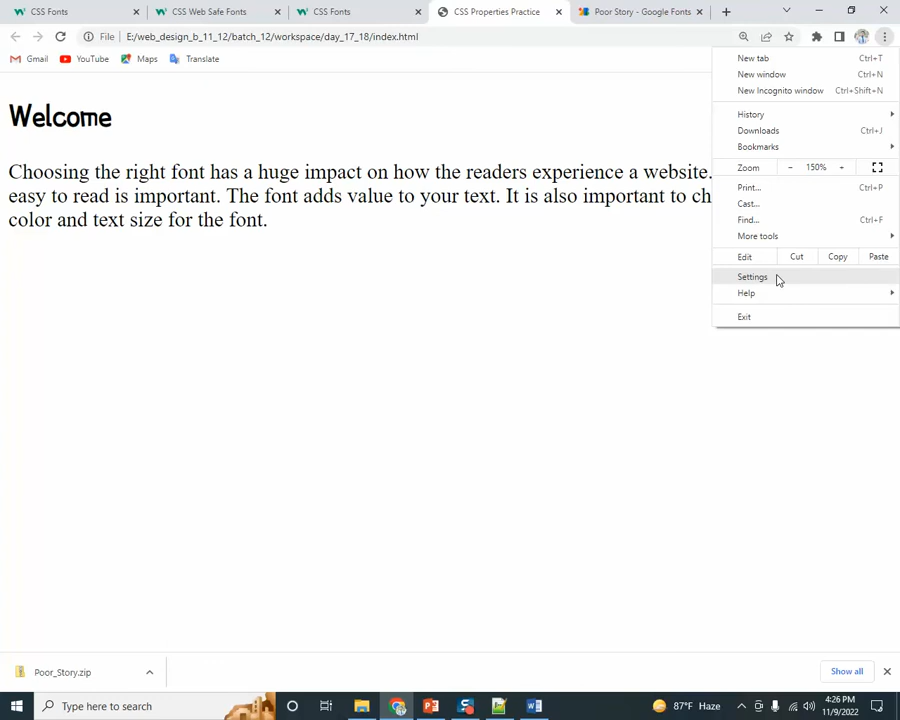 CSS Fonts
CSS Web Safe Fonts
CSS Fonts
CSS Properties Practice
Poor Story - Google Fonts
File
E:/web_design_b_11_12/batch_12/workspace/day_17_18/index.html
Gmail
YouTube
Maps
Translate
New tab Ctrl+T
New window Ctrl+N
New Incognito window Ctrl+Shift+N
History
Downloads Ctrl+J
Bookmarks
Zoom - 150% +
Print... Ctrl+P
Cast...
Find... Ctrl+F
More tools
Edit Cut Copy Paste
Settings
Help
Exit
Welcome
Choosing the right font has a huge impact on how the readers experience a website.
easy to read is important. The font adds value to your text. It is also important to ch
color and text size for the font.
Poor_Story.zip
Show all
Type here to search
87°F Haze
4:26 PM
11/9/2022